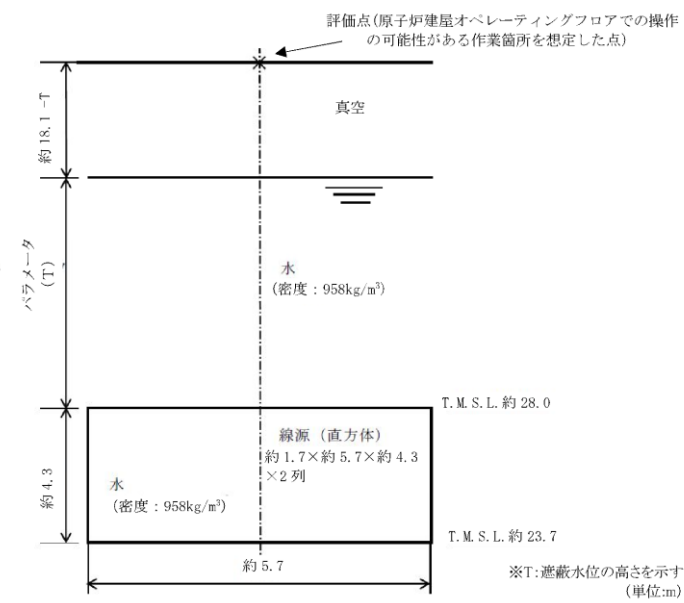 評価点(原子炉建屋オペレーティングフロアでの操作
の可能性がある作業箇所を想定した点)
約18.1-T
真空
パラメータ
(T)
水
(密度:958kg/m³)
T.M.S.L.約28.0
線源(直方体)
約1.7×約5.7×約4.3
×2列
約4.3
水
(密度:958kg/m³)
T.M.S.L.約23.7
約5.7
※T:遮蔽水位の高さを示す
(単位:m)